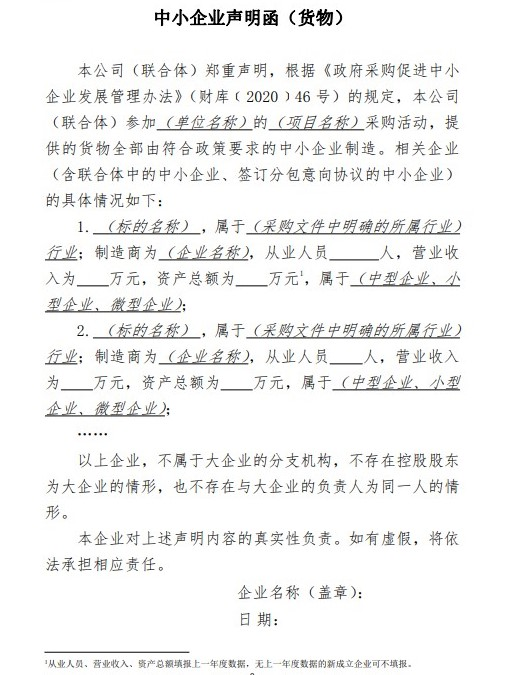 中小企业声明函（货物）
本公司（联合体）郑重声明，根据《政府采购促进中小
企业发展管理办法》（财库﹝2020﹞46 号）的规定，本公司
（联合体）参加（单位名称）的（项目名称）采购活动，提
供的货物全部由符合政策要求的中小企业制造。相关企业
（含联合体中的中小企业、签订分包意向协议的中小企业）
的具体情况如下：
1. （标的名称） ，属于（采购文件中明确的所属行业）
行业；制造商为（企业名称），从业人员______人，营业收
入为____万元，资产总额为____万元¹，属于（中型企业、小
型企业、微型企业）；
2. （标的名称） ，属于（采购文件中明确的所属行业）
行业；制造商为（企业名称），从业人员____人，营业收入
为____万元，资产总额为____万元，属于（中型企业、小型
企业、微型企业）；
……
以上企业，不属于大企业的分支机构，不存在控股股东
为大企业的情形，也不存在与大企业的负责人为同一人的情
形。
本企业对上述声明内容的真实性负责。如有虚假，将依
法承担相应责任。
企业名称（盖章）：
日 期：
¹从业人员、营业收入、资产总额填报上一年度数据，无上一年度数据的新成立企业可不填报。